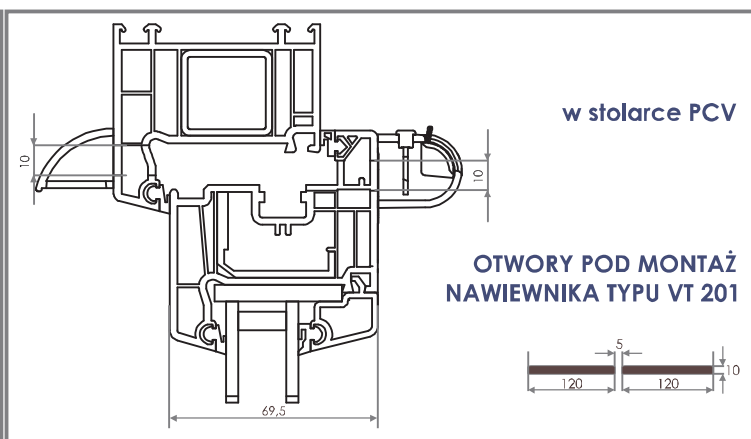 w stolarce PCV
10
10
OTWORY POD MONTAŻ
NAWIEWNIKA TYPU VT 201
5
10
120
120
69,5